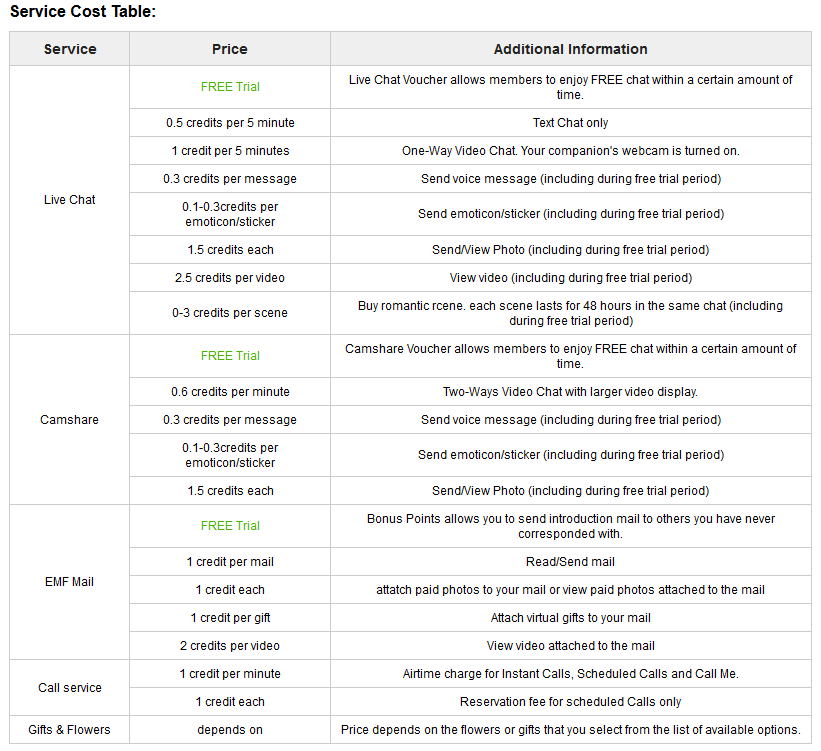 Service Cost Table:
Service Price Additional Information
Live Chat
FREE Trial
Live Chat Voucher allows members to enjoy FREE chat within a certain amount of
time.
0.5 credits per 5 minute
Text Chat only
1 credit per 5 minutes
One-Way Video Chat. Your companion's webcam is turned on.
0.3 credits per message
Send voice message (including during free trial period)
0.1-0.3credits per
emoticon/sticker
Send emoticon/sticker (including during free trial period)
1.5 credits each
Send/View Photo (including during free trial period)
2.5 credits per video
View video (including during free trial period)
0-3 credits per scene
Buy romantic rcene. each scene lasts for 48 hours in the same chat (including
during free trial period)
Camshare
FREE Trial
Camshare Voucher allows members to enjoy FREE chat within a certain amount of
time.
0.6 credits per minute
Two-Ways Video Chat with larger video display.
0.3 credits per message
Send voice message (including during free trial period)
0.1-0.3credits per
emoticon/sticker
Send emoticon/sticker (including during free trial period)
1.5 credits each
Send/View Photo (including during free trial period)
EMF Mail
FREE Trial
Bonus Points allows you to send introduction mail to others you have never
corresponded with.
1 credit per mail
Read/Send mail
1 credit each
attatch paid photos to your mail or view paid photos attached to the mail
1 credit per gift
Attach virtual gifts to your mail
2 credits per video
View video attached to the mail
Call service
1 credit per minute
Airtime charge for Instant Calls, Scheduled Calls and Call Me.
1 credit each
Reservation fee for scheduled Calls only
Gifts & Flowers
depends on
Price depends on the flowers or gifts that you select from the list of available options.